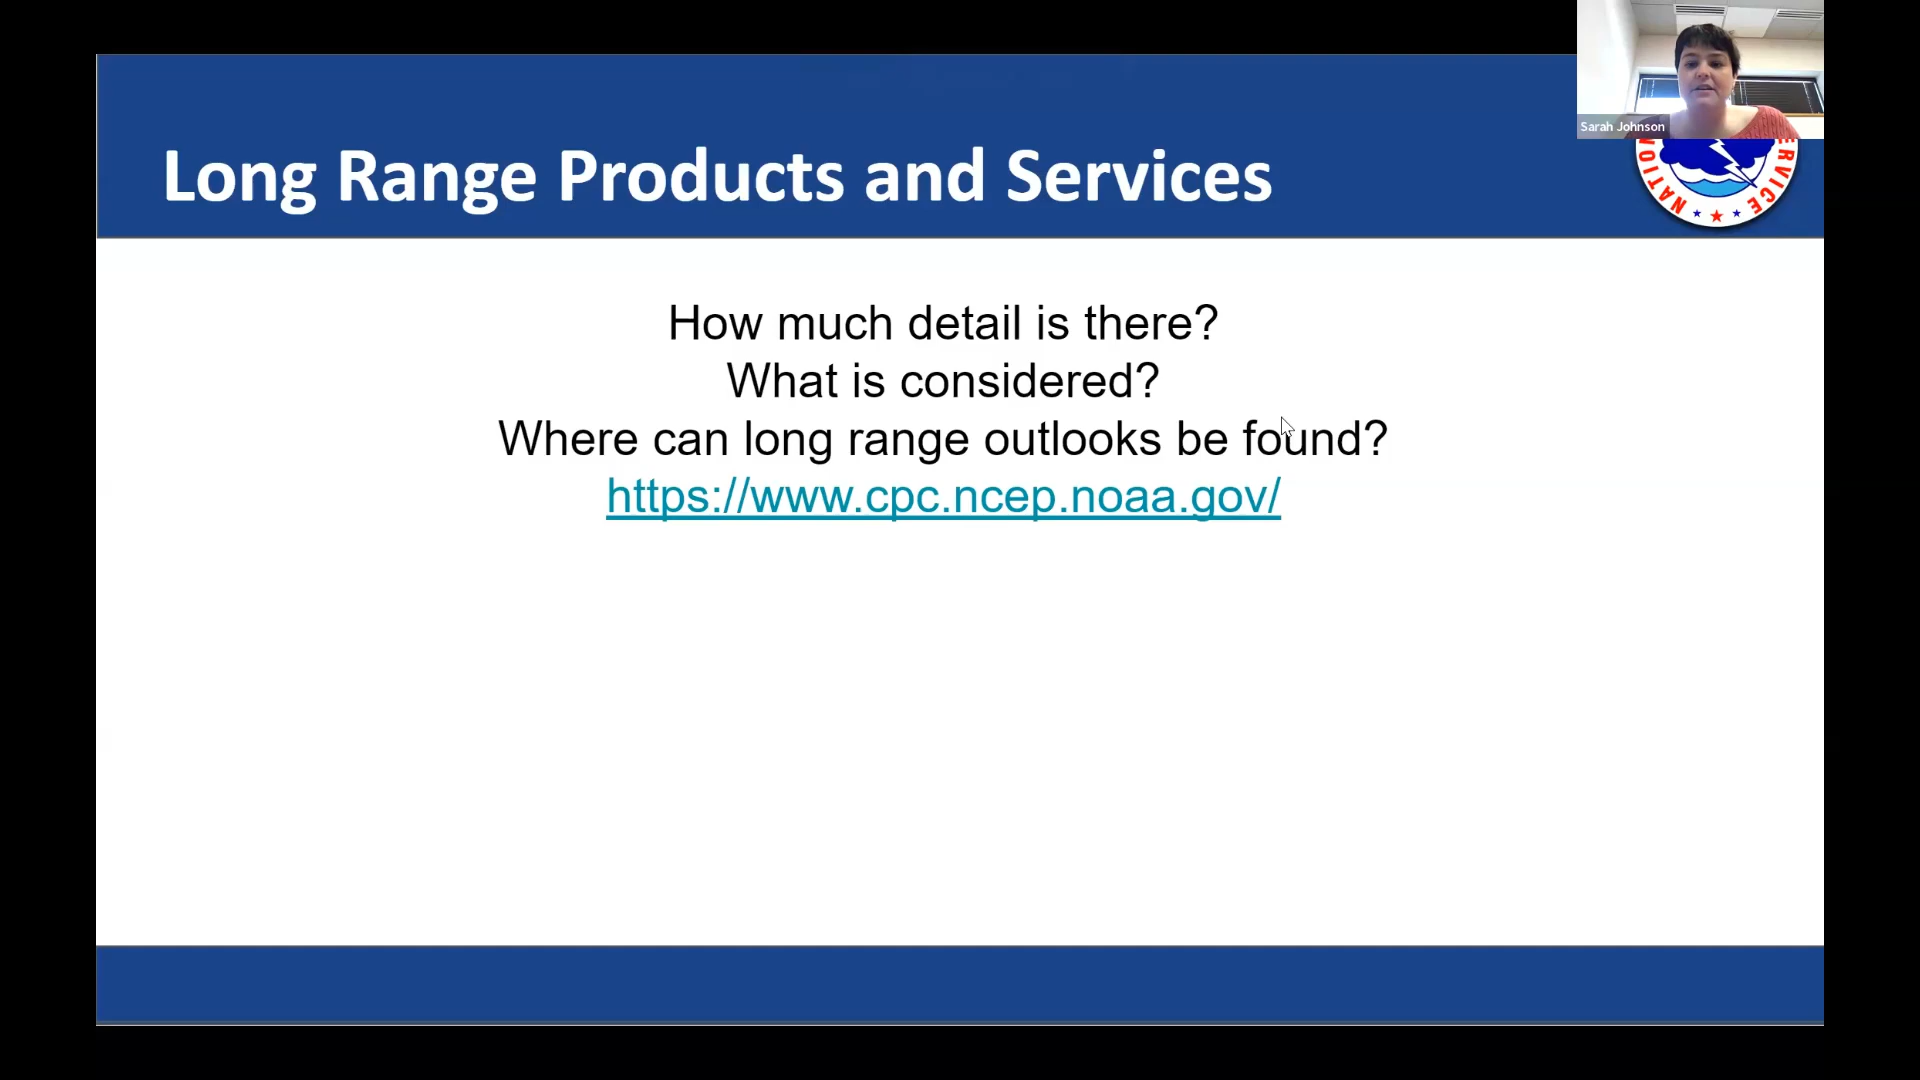 Sarah Johnson
Long Range Products and Services
How much detail is there?
What is considered?
Where can long range outlooks be found?
https://www.cpc.ncep.noaa.gov/